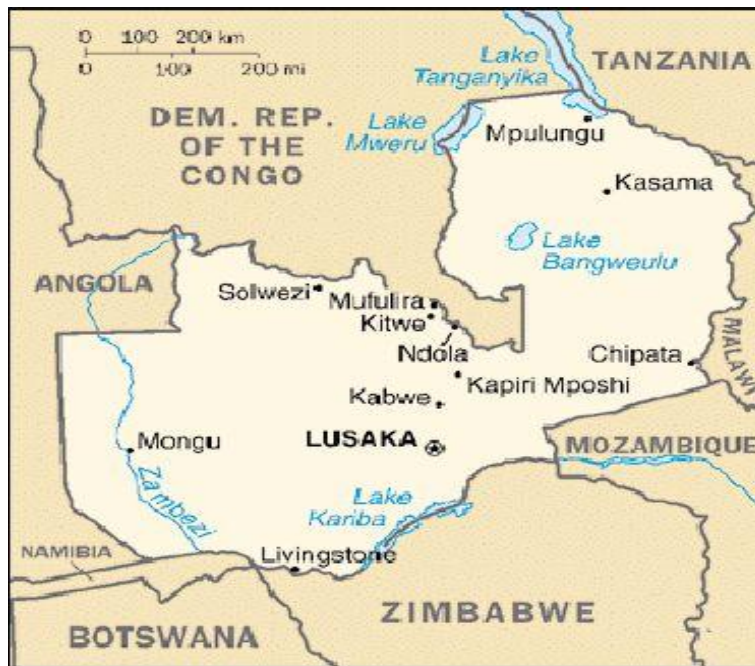 0 100 200 km
0 100 200 mi
Lake
Tanganyika
TANZANIA
DEM. REP.
OF THE
CONGO
Lake
Mweru
Mpulungu
Kasama
Lake
Bangweulu
ANGOLA
Solwezi
Mufulira
Kitwe
Ndola
MALAWI
Chipata
Kapiri Mposhi
Kabwe
LUSAKA
Mongu
MOZAMBIQUE
Zambezi
Lake
Kariba
NAMIBIA
Livingstone
ZIMBABWE
BOTSWANA